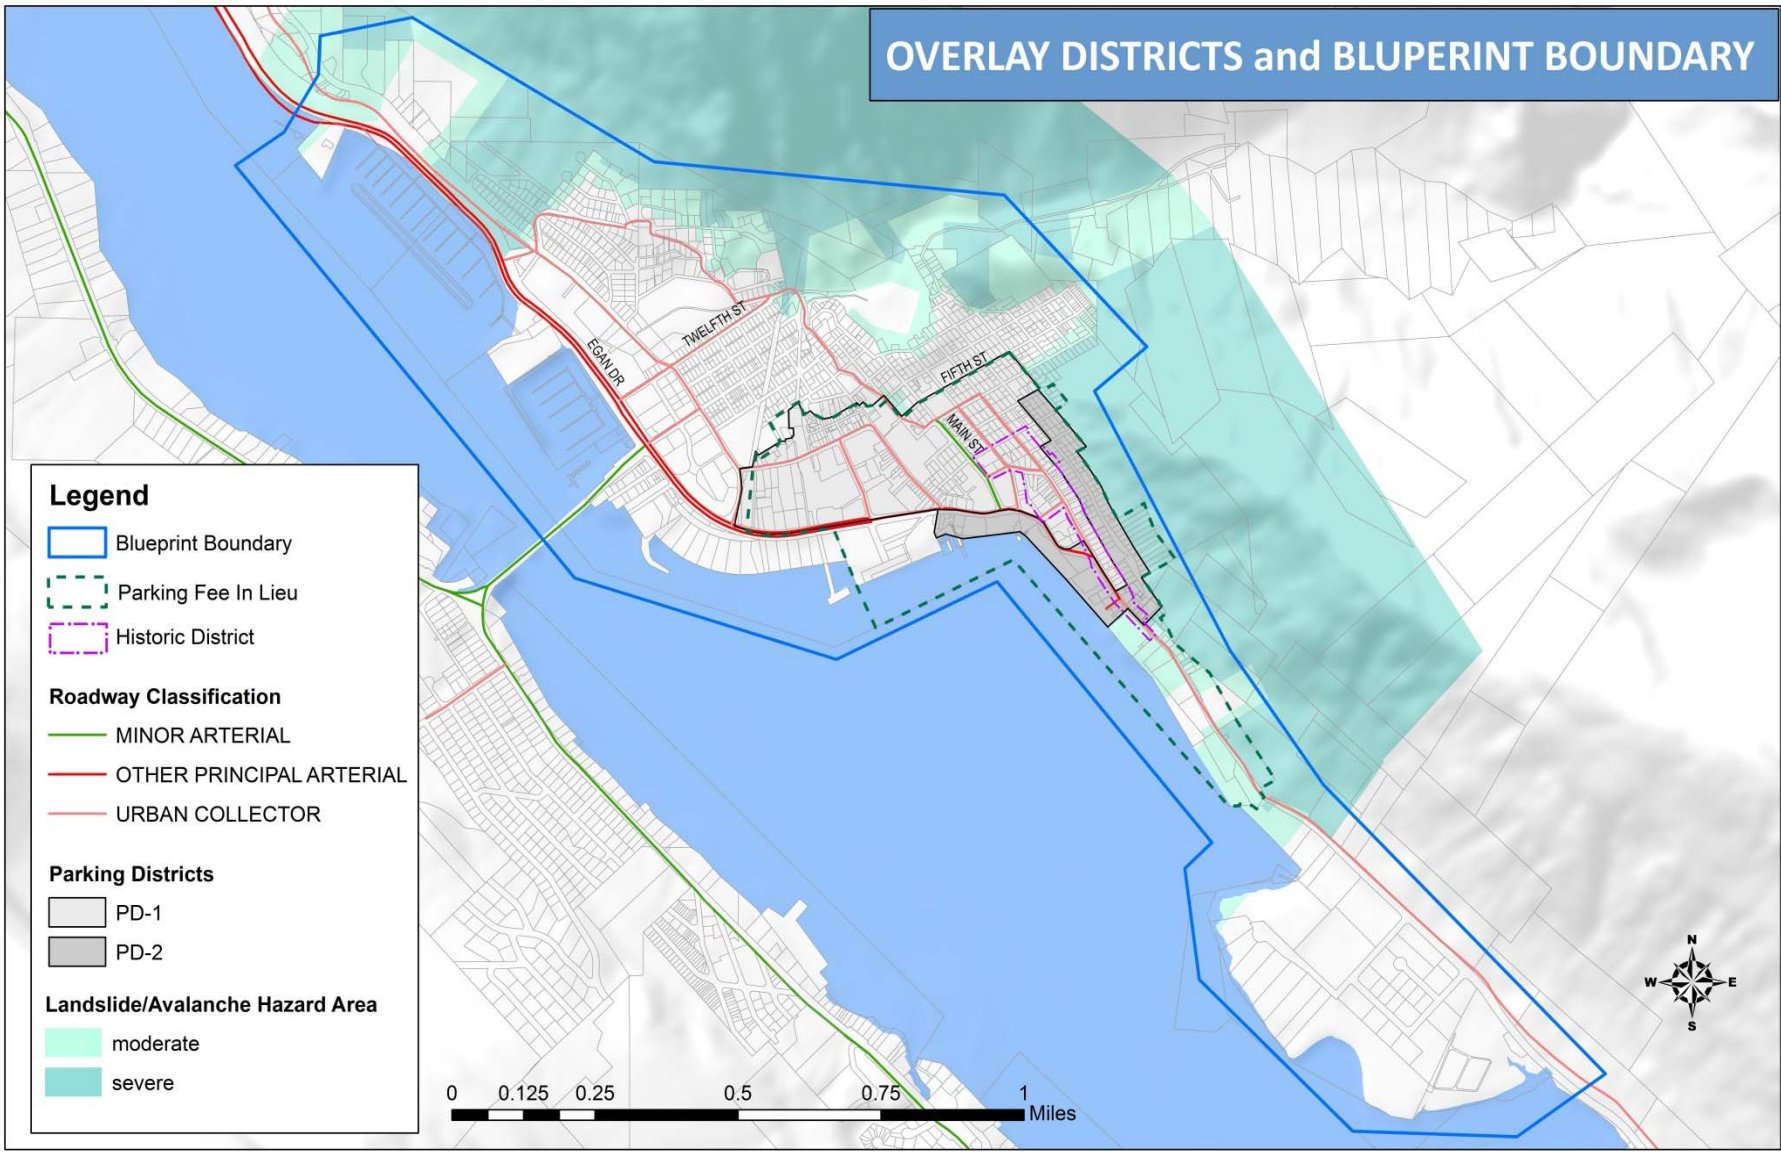 OVERLAY DISTRICTS and BLUPERINT BOUNDARY
TWELFTH ST
EGAN DR
FIFTH ST
MAIN ST
Legend
Blueprint Boundary
Parking Fee In Lieu
Historic District
Roadway Classification
MINOR ARTERIAL
OTHER PRINCIPAL ARTERIAL
URBAN COLLECTOR
Parking Districts
PD-1
PD-2
Landslide/Avalanche Hazard Area
moderate
severe
N
W E
S
0 0.125 0.25 0.5 0.75 1
Miles